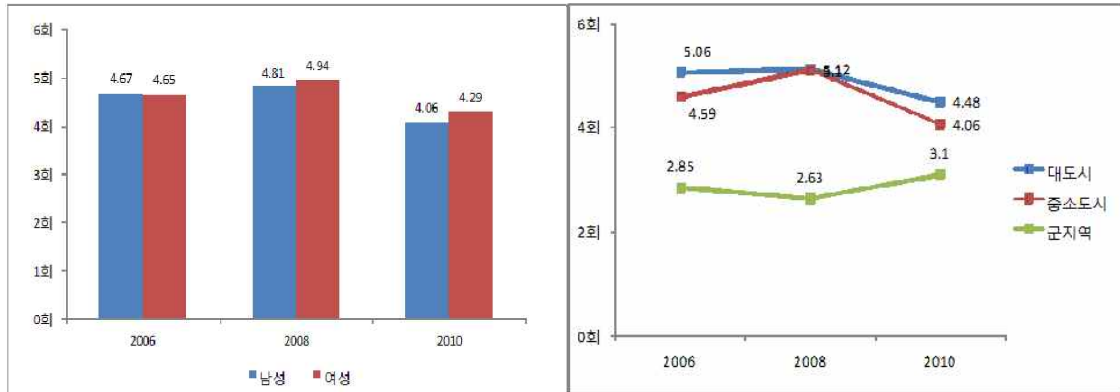 6회
5회
4회
3회
2회
1회
0회
4.67
4.65
4.81
4.94
4.06
4.29
2006
2008
2010
남성
여성
6회
4회
2회
0회
5.06
4.59
5.12
4.48
4.06
2.85
2.63
3.1
2006
2008
2010
대도시
중소도시
군지역